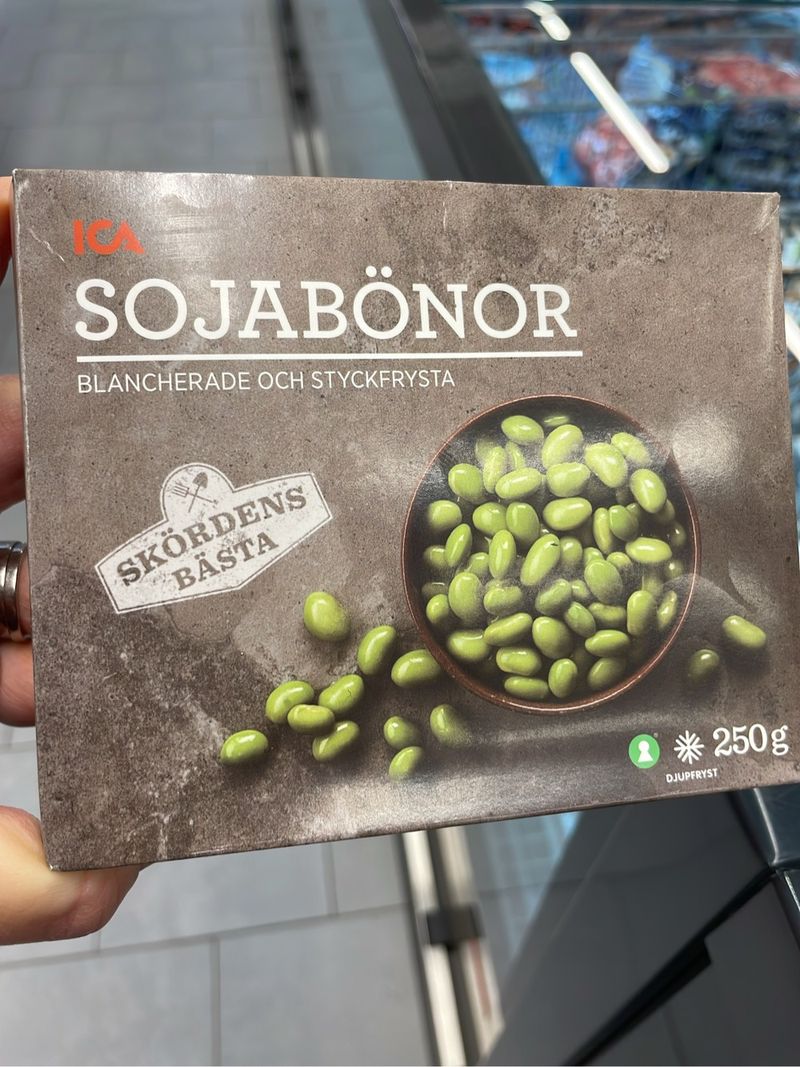 ICA
SOJABÖNOR
BLANCHERADE OCH STYCKFRYSTA
SKÖRDENS
BÄSTA
250g
DJUPFRYST